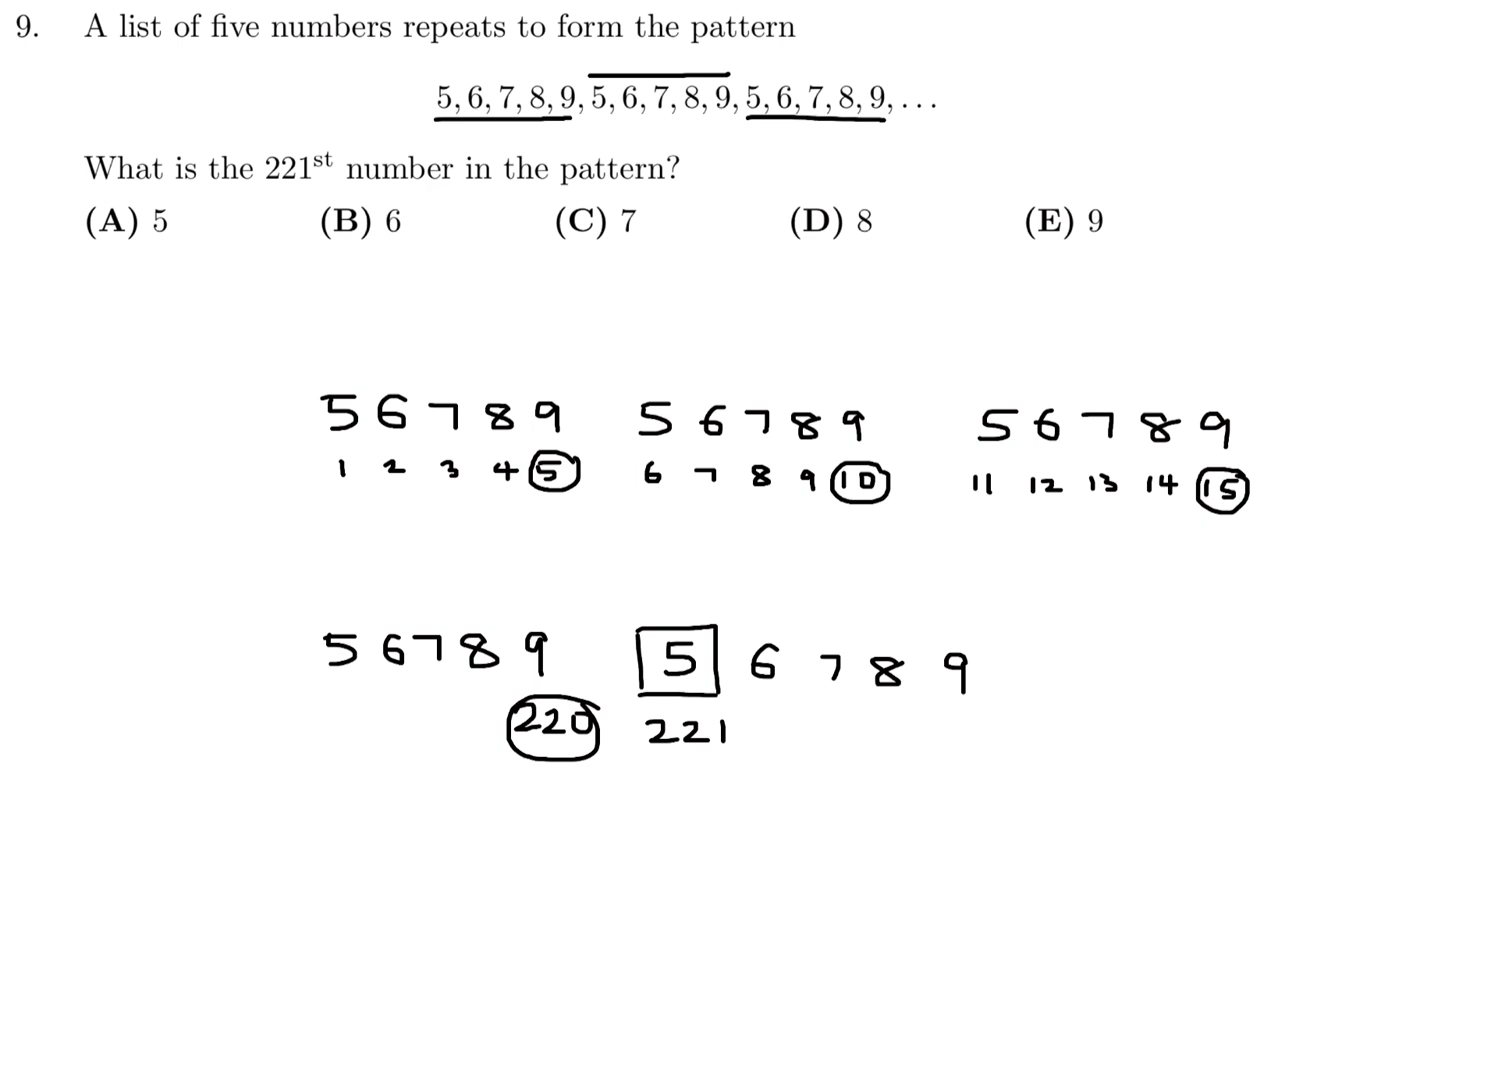 9. A list of five numbers repeats to form the pattern
5, 6, 7, 8, 9, 5, 6, 7, 8, 9, 5, 6, 7, 8, 9, . . .
What is the 221st number in the pattern?
(A) 5 (B) 6 (C) 7 (D) 8 (E) 9
5 6 7 8 9 5 6 7 8 9 5 6 7 8 9
1 2 3 4 5 6 7 8 9 10 11 12 13 14 15
5 6 7 8 9 5 6 7 8 9
220 221